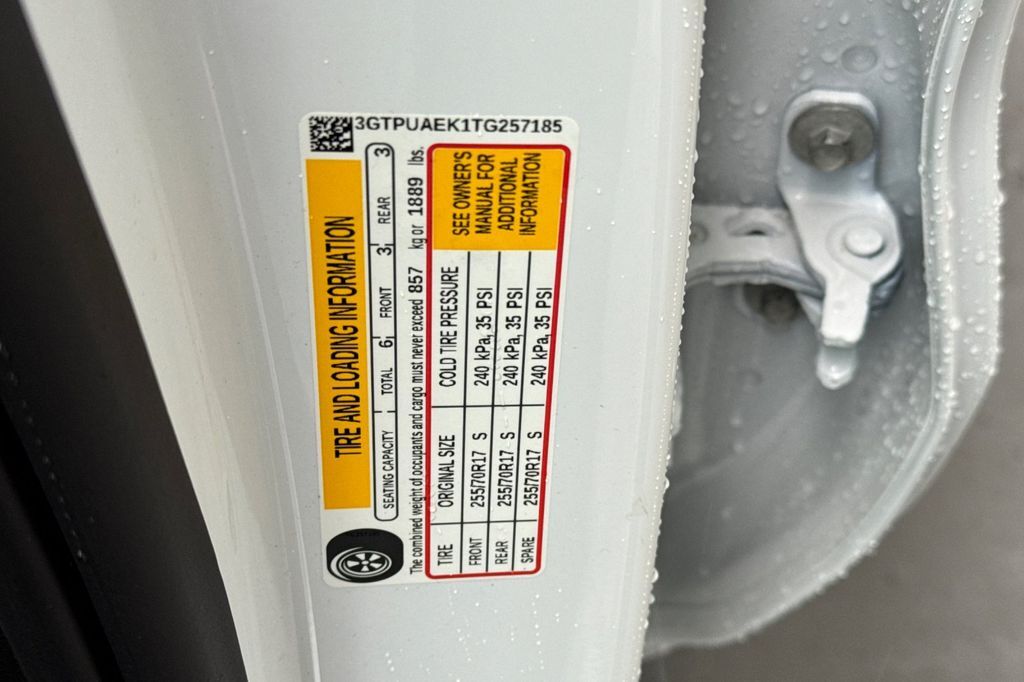 3GTPUAEK1TG257185
TIRE AND LOADING INFORMATION
SEATING CAPACITY TOTAL 6 FRONT 3 REAR 3
The combined weight of occupants and cargo must never exceed 857 kg or 1889 lbs.
TIRE ORIGINAL SIZE COLD TIRE PRESSURE
FRONT 255/70R17 S 240 kPa, 35 PSI
REAR 255/70R17 S 240 kPa, 35 PSI
SPARE 255/70R17 S 240 kPa, 35 PSI
SEE OWNER'S
MANUAL FOR
ADDITIONAL
INFORMATION